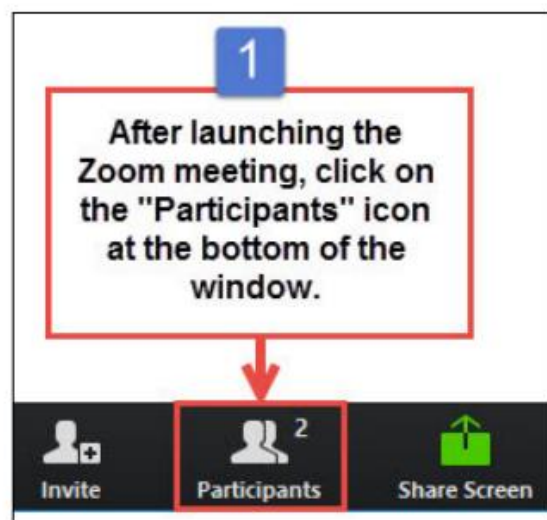 1
After launching the
Zoom meeting, click on
the "Participants" icon
at the bottom of the
window.
2
Invite
Participants
Share Screen